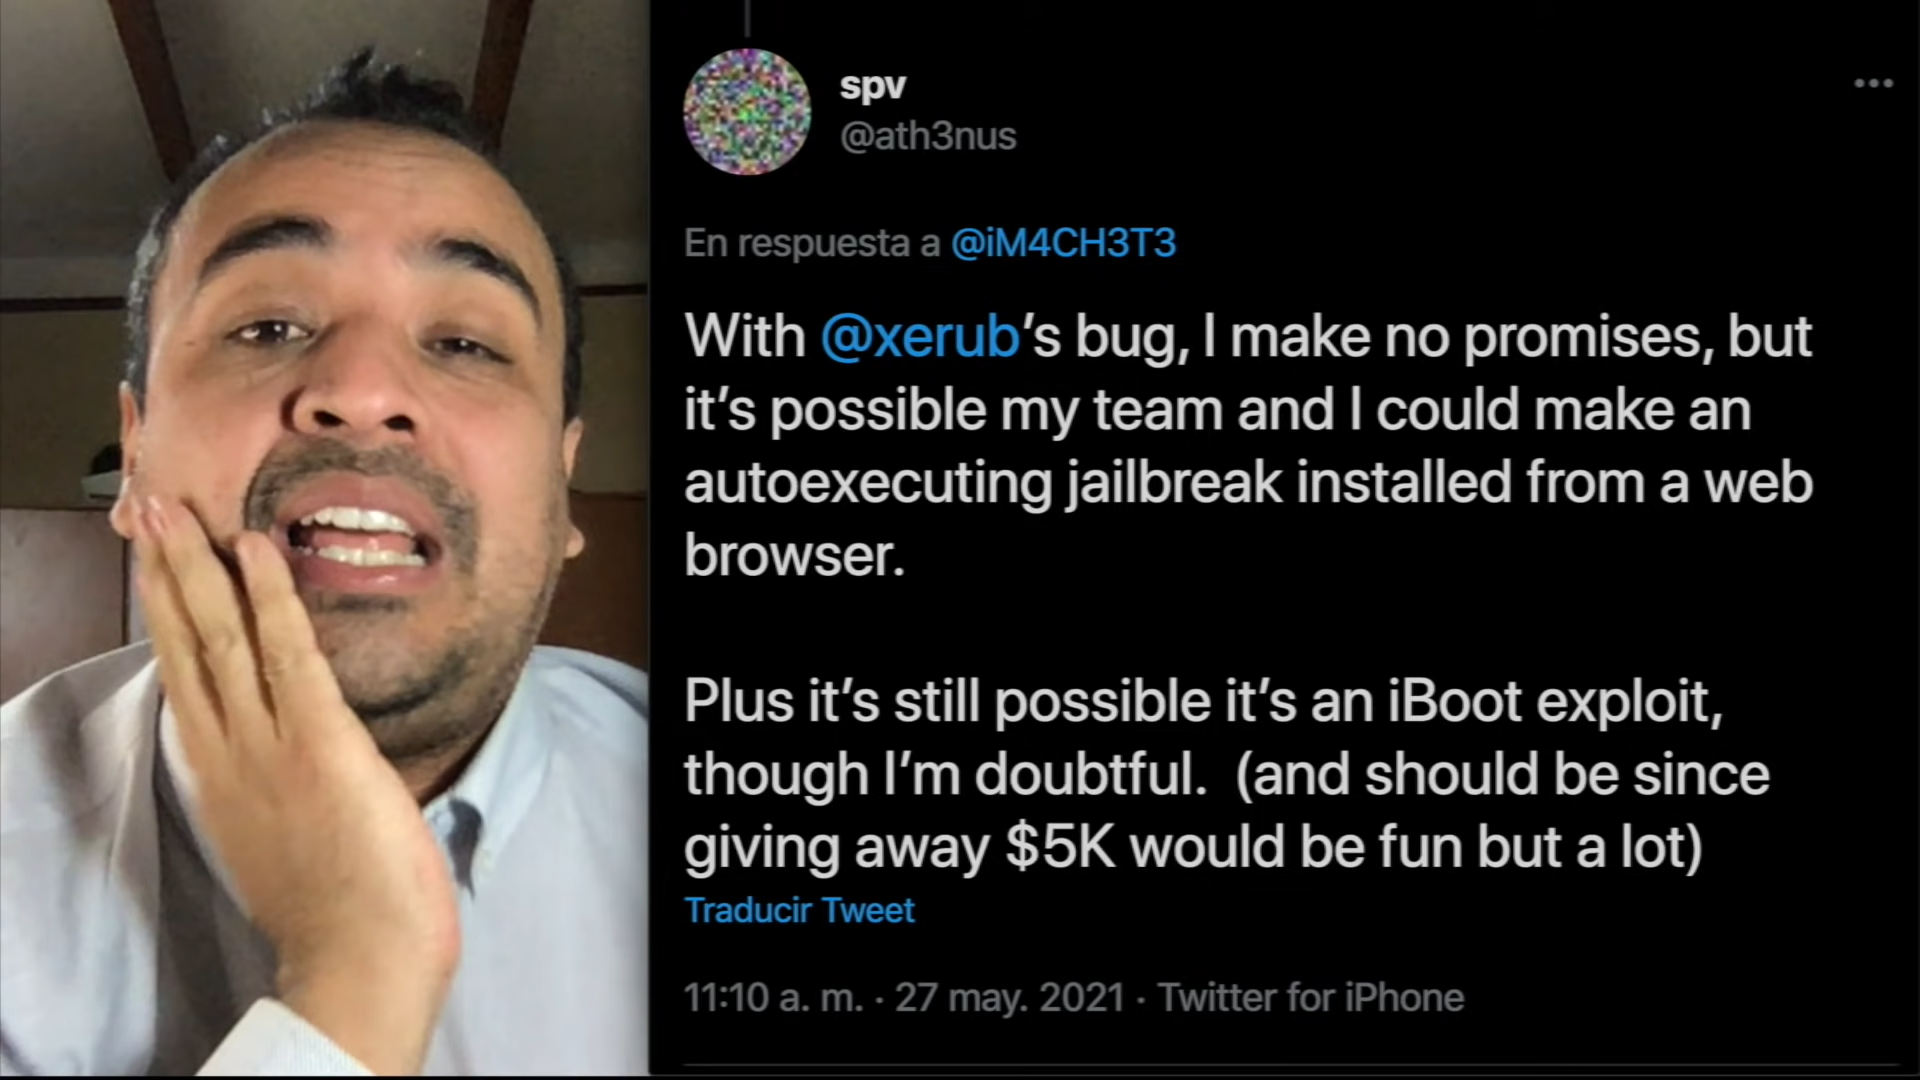 spv
@ath3nus
En respuesta a @iM4CH3T3
With @xerub's bug, I make no promises, but
it's possible my team and I could make an
autoexecuting jailbreak installed from a web
browser.
Plus it's still possible it's an iBoot exploit,
though I'm doubtful.  (and should be since
giving away $5K would be fun but a lot)
Traducir Tweet
11:10 a. m. · 27 may. 2021 · Twitter for iPhone